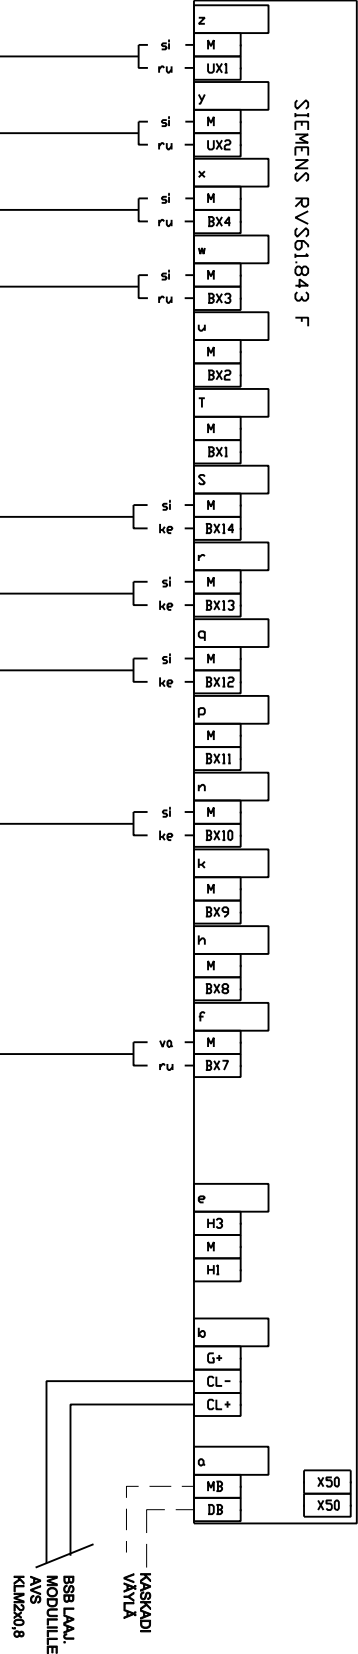 SIEMENS RVS61.843 F
z
si M
ru UX1
y
si M
ru UX2
x
si M
ru BX4
w
si M
ru BX3
u
M
BX2
T
M
BX1
S
si M
ke BX14
r
si M
ke BX13
q
si M
ke BX12
p
M
BX11
n
si M
ke BX10
k
M
BX9
h
M
BX8
f
va M
ru BX7
e
H3
M
H1
b
G+
CL-
CL+
a
MB
DB
X50
X50
KASKADI
VÄYLÄ
BSB LAAJ.
MODULILLE
AVS
KLM2x0,8